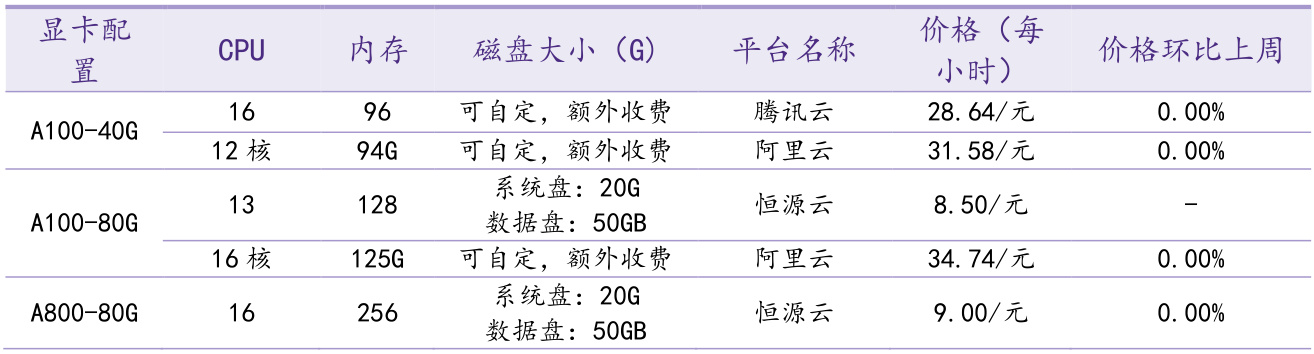 显卡配置 CPU 内存 磁盘大小（G） 平台名称 价格（每小时） 价格环比上周
A100-40G 16 96 可自定，额外收费 腾讯云 28.64/元 0.00%
12 核 94G 可自定，额外收费 阿里云 31.58/元 0.00%
A100-80G 13 128 系统盘：20G 数据盘：50GB 恒源云 8.50/元 -
16 核 125G 可自定，额外收费 阿里云 34.74/元 0.00%
A800-80G 16 256 系统盘：20G 数据盘：50GB 恒源云 9.00/元 0.00%